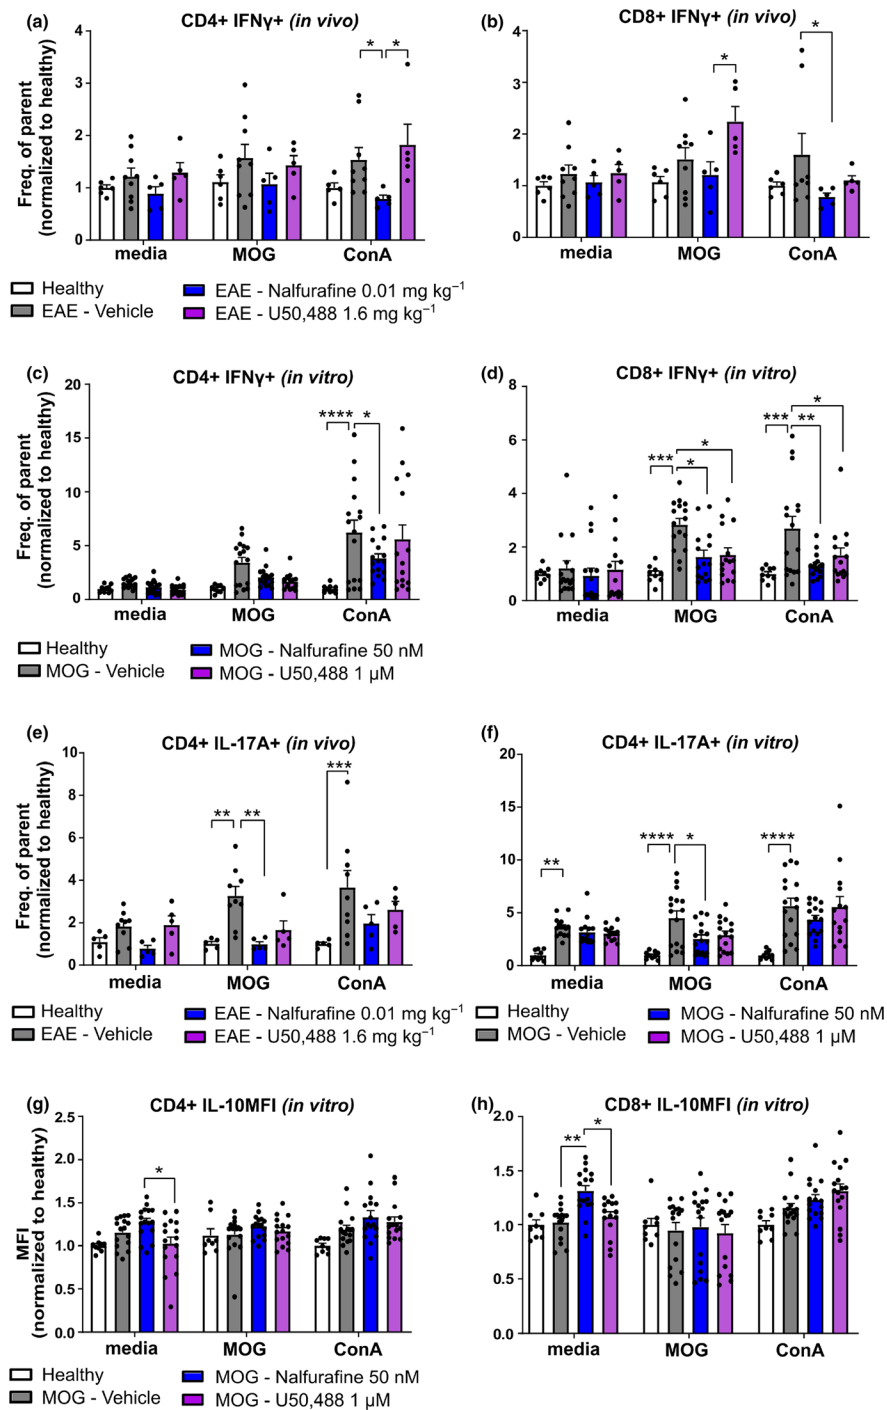 (a) CD4+ IFNγ+ (in vivo)
Freq. of parent
(normalized to healthy)
4
3
2
1
0
* *
media MOG ConA
(b) CD8+ IFNγ+ (in vivo)
4
3
2
1
0
* *
media MOG ConA
Healthy
EAE - Vehicle
EAE - Nalfurafine 0.01 mg kg⁻¹
EAE - U50,488 1.6 mg kg⁻¹
(c) CD4+ IFNγ+ (in vitro)
Freq. of parent
(normalized to healthy)
20
15
10
5
0
**** *
media MOG ConA
(d) CD8+ IFNγ+ (in vitro)
8
6
4
2
0
*** * * *** ** *
media MOG ConA
Healthy
MOG - Vehicle
MOG - Nalfurafine 50 nM
MOG - U50,488 1 µM
(e) CD4+ IL-17A+ (in vivo)
Freq. of parent
(normalized to healthy)
10
8
6
4
2
0
** ** ***
media MOG ConA
Healthy
EAE - Vehicle
EAE - Nalfurafine 0.01 mg kg⁻¹
EAE - U50,488 1.6 mg kg⁻¹
(f) CD4+ IL-17A+ (in vitro)
20
15
10
5
0
** **** * ****
media MOG ConA
Healthy
MOG - Vehicle
MOG - Nalfurafine 50 nM
MOG - U50,488 1 µM
(g) CD4+ IL-10MFI (in vitro)
MFI
(normalized to healthy)
2.5
2.0
1.5
1.0
0.5
0.0
*
media MOG ConA
(h) CD8+ IL-10MFI (in vitro)
2.0
1.5
1.0
0.5
0.0
** *
media MOG ConA
Healthy
MOG - Vehicle
MOG - Nalfurafine 50 nM
MOG - U50,488 1 µM